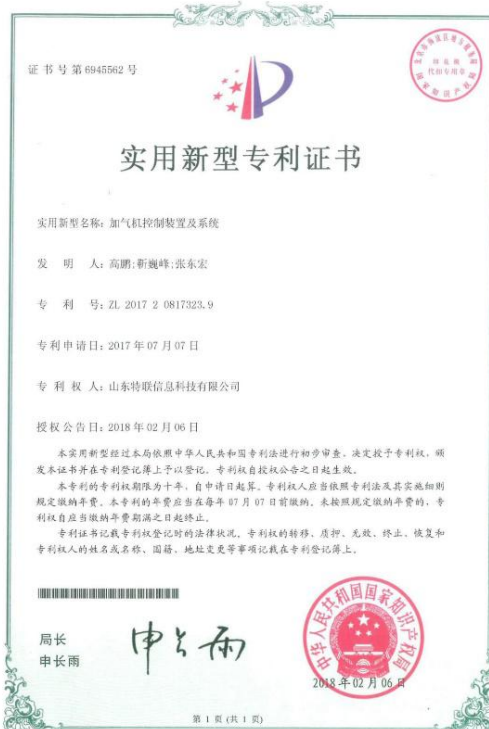 证书号第6945562号
印花税
代扣专用章
实用新型专利证书
实用新型名称：加气机控制装置及系统
发 明 人：高鹏;靳巍峰;张东宏
专 利 号：ZL 2017 2 0817323.9
专利申请日：2017年07月07日
专 利 权 人：山东特联信息科技有限公司
授权公告日：2018年02月06日
本实用新型经过本局依照中华人民共和国专利法进行初步审查，决定授予专利权，颁
发本证书并在专利登记簿上予以登记。专利权自授权公告之日起生效。
本专利的专利权期限为十年，自申请日起算。专利权人应当依照专利法及其实施细则
规定缴纳年费。本专利的年费应当在每年07月07日前缴纳。未按照规定缴纳年费的，专
利权自应当缴纳年费期满之日起终止。
专利证书记载专利权登记时的法律状况。专利权的转移、质押、无效、终止、恢复和
专利权人的姓名或名称、国籍、地址变更等事项记载在专利登记簿上。
局长
申长雨
申长雨
中华人民共和国国家知识产权局
2018年02月06日
第 1 页 (共 1 页)